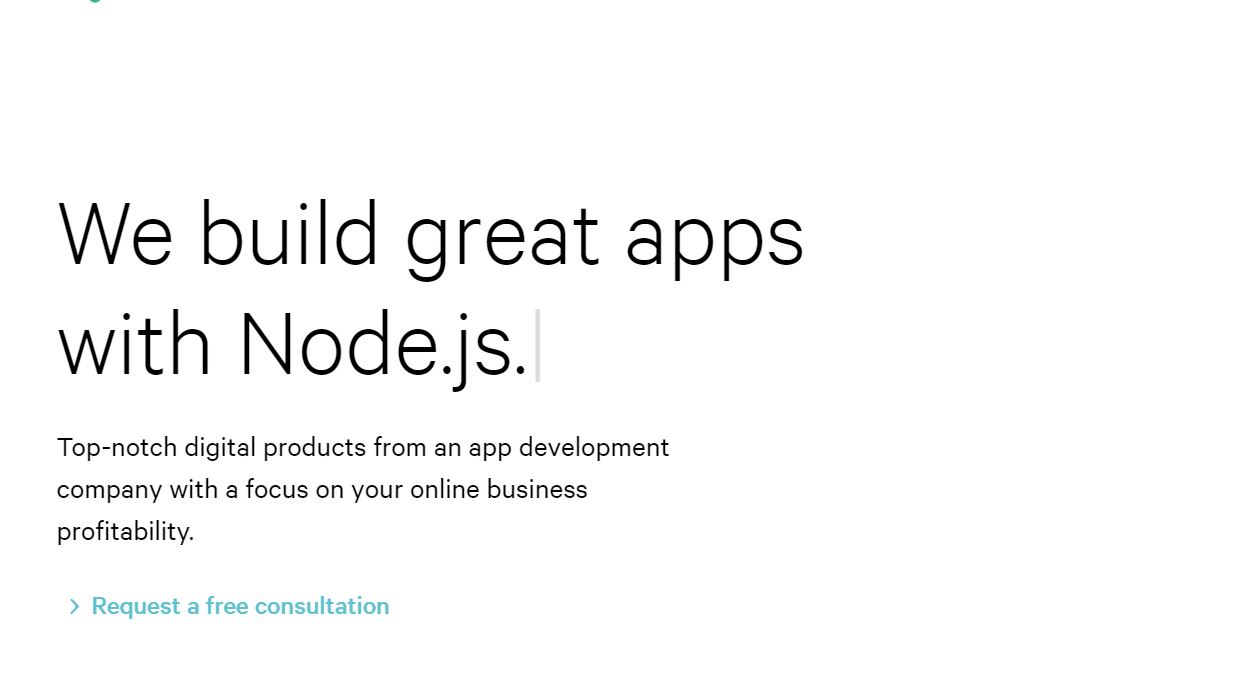 We build great apps
with Node.js.
Top-notch digital products from an app development
company with a focus on your online business
profitability.
Request a free consultation